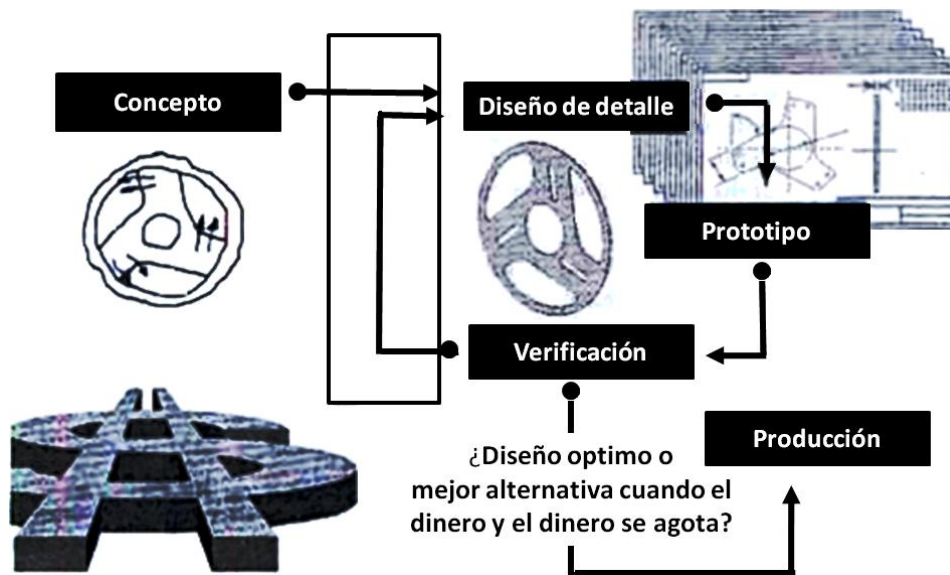 Concepto
Diseño de detalle
Prototipo
Verificación
Producción
¿Diseño optimo o
mejor alternativa cuando el
dinero y el dinero se agota?